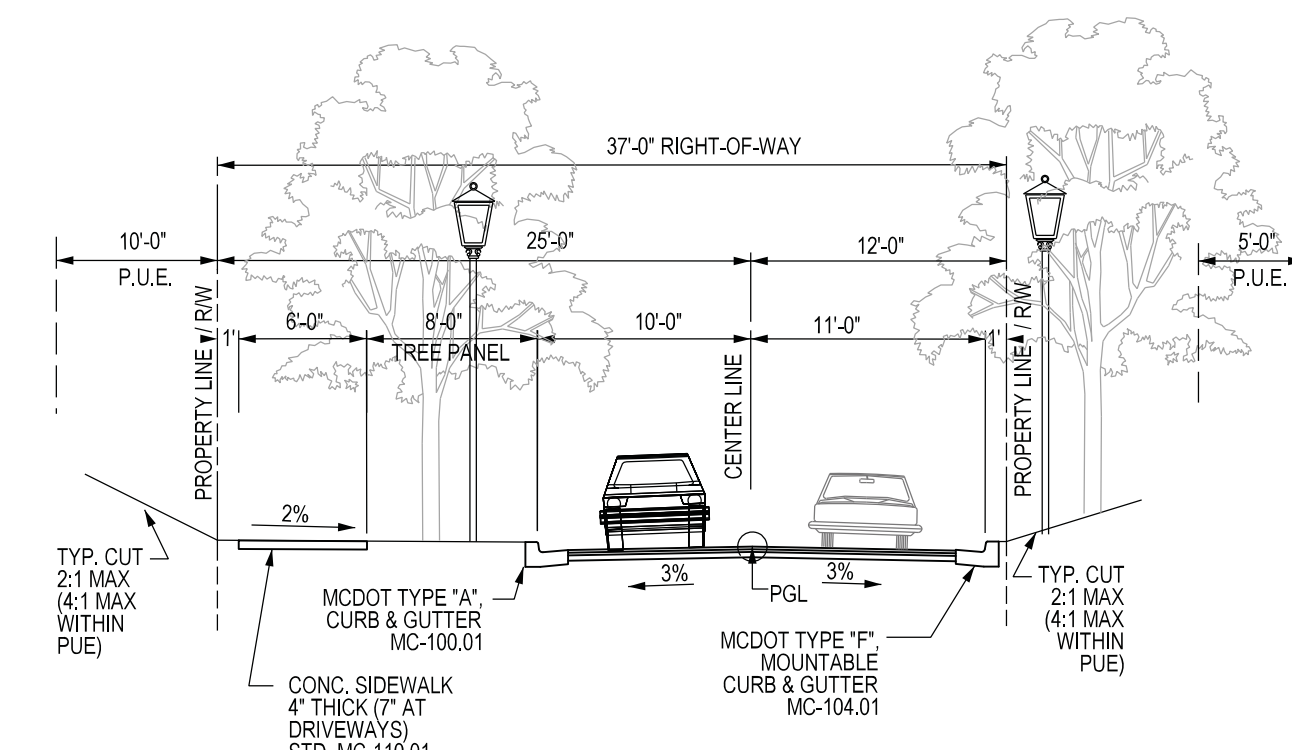 37'-0" RIGHT-OF-WAY
10'-0"
P.U.E.
25'-0"
12'-0"
5'-0"
P.U.E.
PROPERTY LINE / R/W
1'
6'-0"
8'-0"
TREE PANEL
10'-0"
CENTER LINE
11'-0"
1'
PROPERTY LINE / R/W
2%
3%
3%
PGL
TYP. CUT
2:1 MAX
(4:1 MAX
WITHIN
PUE)
MCDOT TYPE "A",
CURB & GUTTER
MC-100.01
CONC. SIDEWALK
4" THICK (7" AT
DRIVEWAYS)
STD. MC-110.01
MCDOT TYPE "F",
MOUNTABLE
CURB & GUTTER
MC-104.01
TYP. CUT
2:1 MAX
(4:1 MAX
WITHIN
PUE)